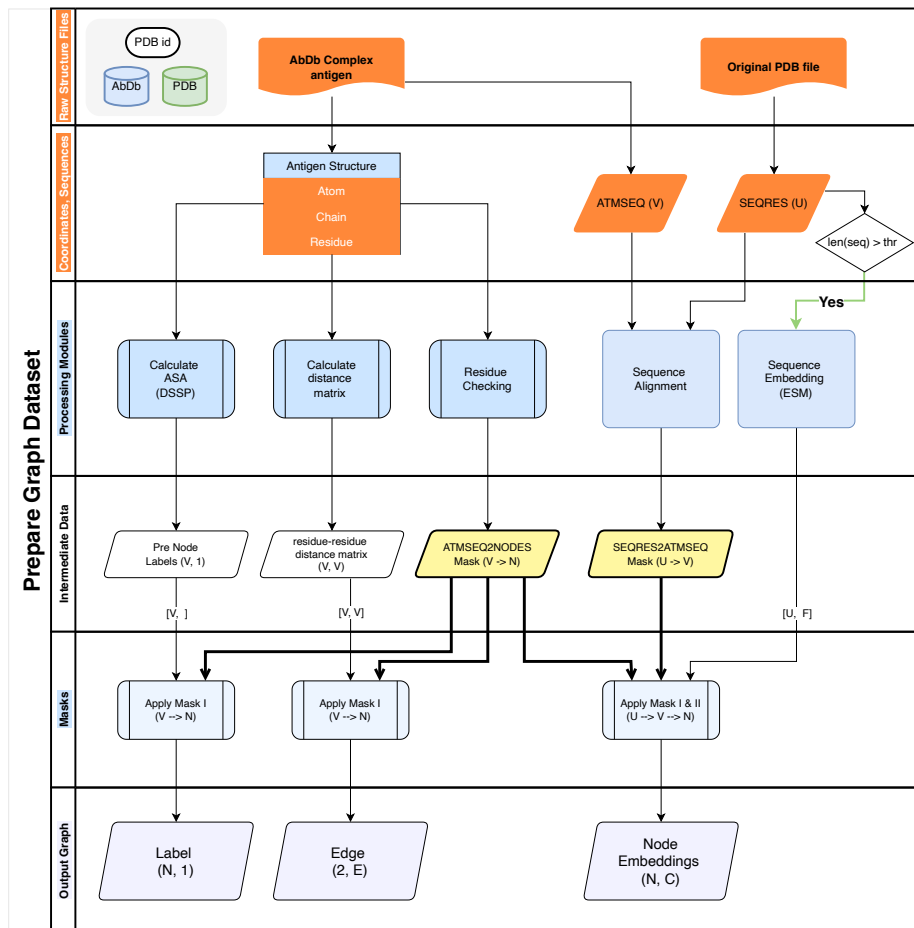 Prepare Graph Dataset
Raw Structure Files
PDB id
AbDb
PDB
AbDb Complex
antigen
Original PDB file
Coordinates, Sequences
Antigen Structure
Atom
Chain
Residue
ATMSEQ (V)
SEQRES (U)
len(seq) > thr
Yes
Processing Modules
Calculate
ASA
(DSSP)
Calculate
distance
matrix
Residue
Checking
Sequence
Alignment
Sequence
Embedding
(ESM)
Intermediate Data
Pre Node
Labels (V, 1)
residue-residue
distance matrix
(V, V)
ATMSEQ2NODES
Mask (V -> N)
SEQRES2ATMSEQ
Mask (U -> V)
[V, ]
[V, V]
[U, F]
Masks
Apply Mask I
(V --> N)
Apply Mask I
(V --> N)
Apply Mask I & II
(U --> V --> N)
Output Graph
Label
(N, 1)
Edge
(2, E)
Node
Embeddings
(N, C)